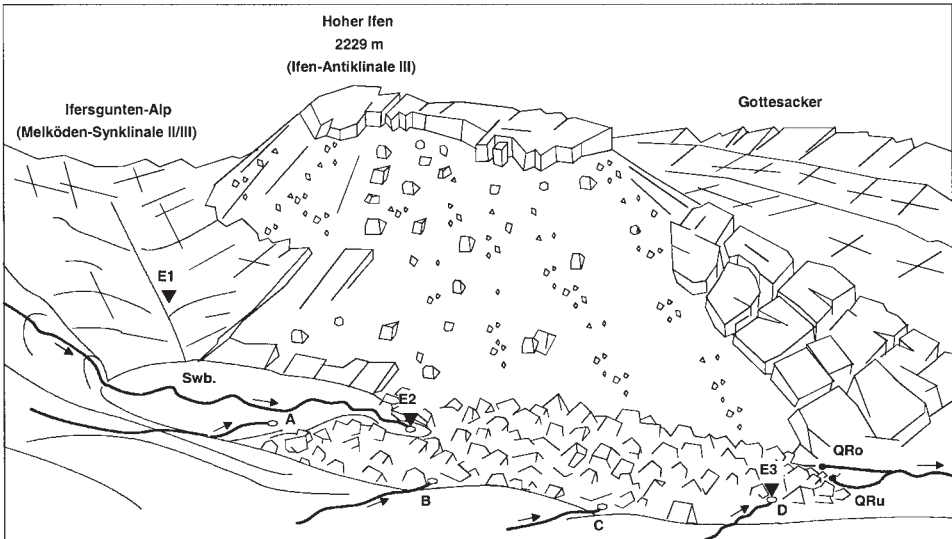 Hoher Ifen
2229 m
(Ifen-Antiklinale III)
Ifersgunten-Alp
(Melköden-Synklinale II/III)
Gottesacker
E1
Swb.
E2
A
QRo
E3
QRu
B
D
C